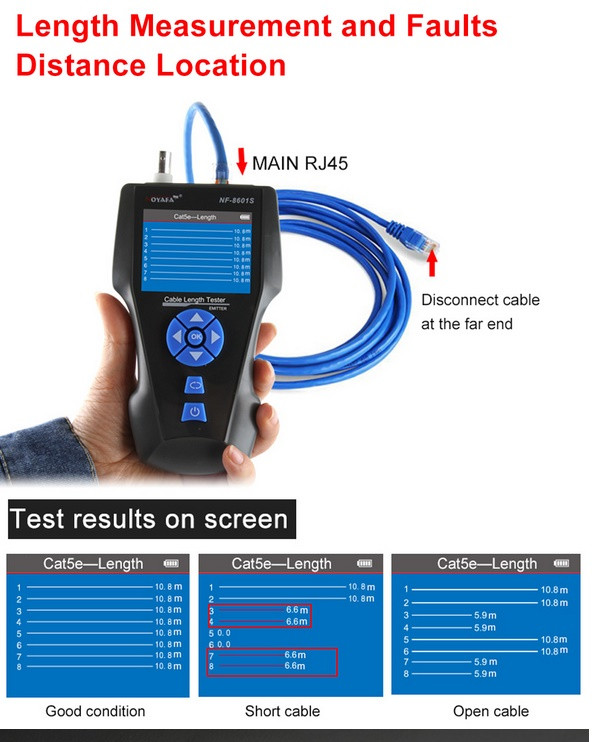 Length Measurement and Faults
Distance Location
MAIN RJ45
NOYAFA NF-8601S
Cat5e—Length
1 10.8m
2 10.8m
3 10.8m
4 10.8m
5 10.8m
6 10.8m
7 10.8m
8 10.8m
Cable Length Tester
EMITTER
OK
Disconnect cable
at the far end
Test results on screen
Cat5e—Length
1 10.8m
2 10.8m
3 10.8m
4 10.8m
5 10.8m
6 10.8m
7 10.8m
8 10.8m
Good condition
Cat5e—Length
1 10.8m
2 10.8m
3 6.6m
4 6.6m
5 0.0
6 0.0
7 6.6m
8 6.6m
Short cable
Cat5e—Length
1 10.8m
2 10.8m
3 5.9m
4 5.9m
5 10.8m
6 10.8m
7 5.9m
8 5.9m
Open cable